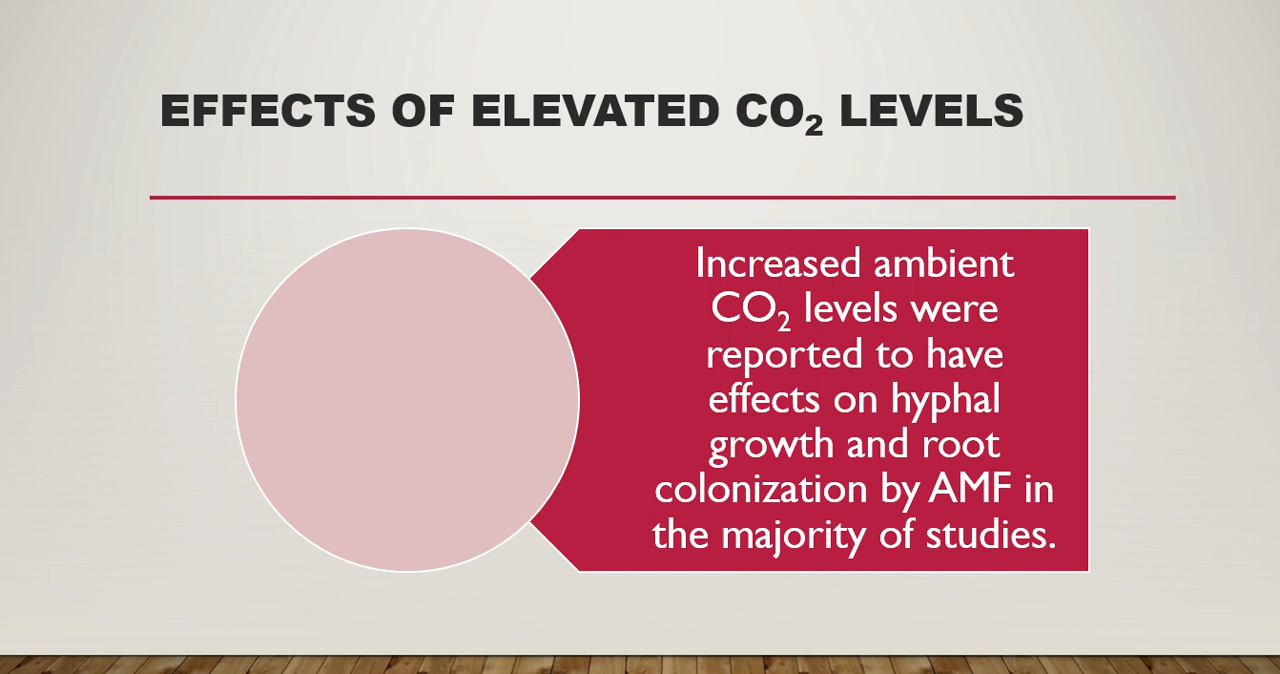 EFFECTS OF ELEVATED CO₂ LEVELS
Increased ambient
CO₂ levels were
reported to have
effects on hyphal
growth and root
colonization by AMF in
the majority of studies.